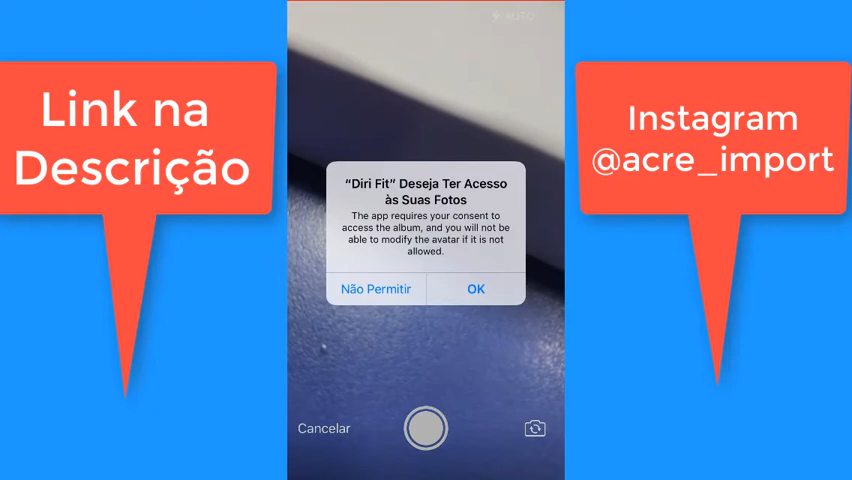 AUTO
Link na
Descrição
Instagram
@acre_import
“Diri Fit” Deseja Ter Acesso
às Suas Fotos
The app requires your consent to
access the album, and you will not be
able to modify the avatar if it is not
allowed.
Não Permitir
OK
Cancelar